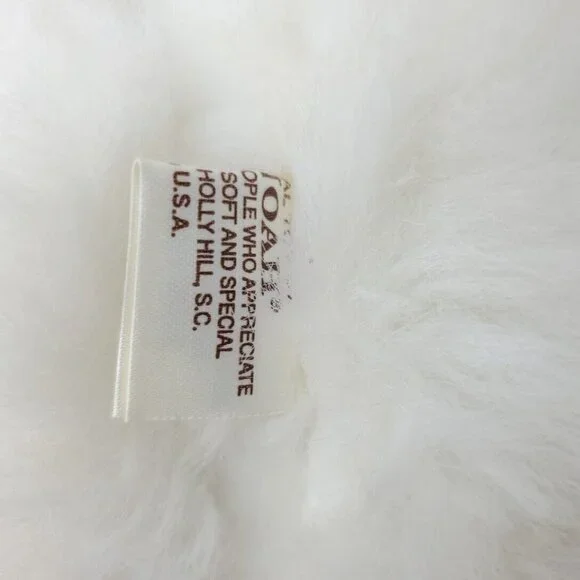 OPLE WHO APPRECIATE
SOFT AND SPECIAL
HOLLY HILL, S.C.
U.S.A.